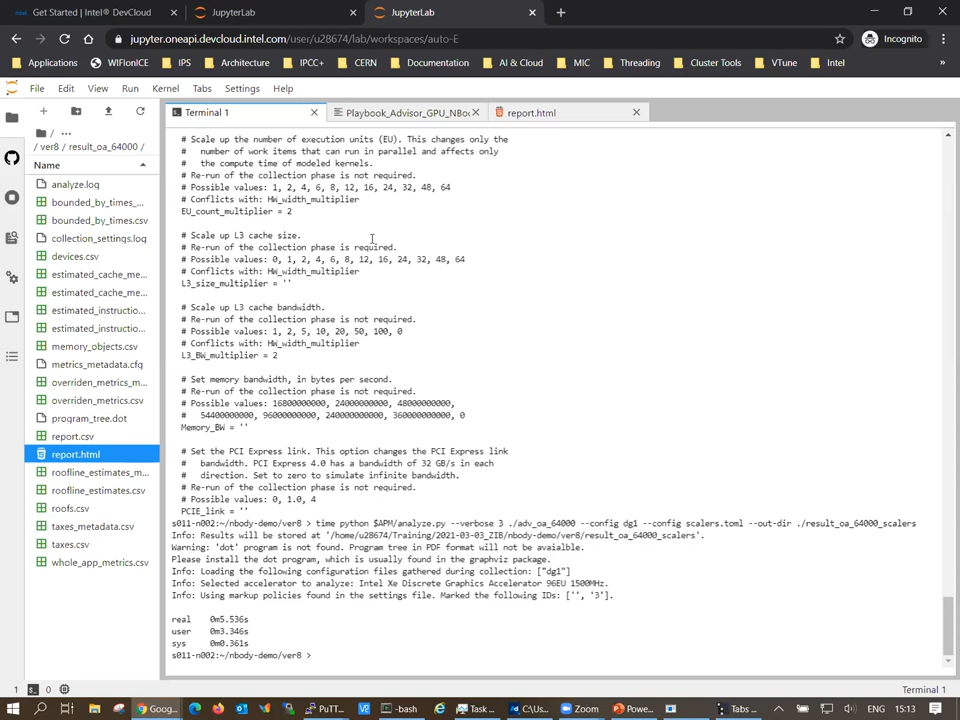 Get Started | Intel® DevCloud
JupyterLab
JupyterLab
jupyter.oneapi.devcloud.intel.com/user/u28674/lab/workspaces/auto-E
Incognito
Applications
WIFIonICE
IPS
Architecture
IPCC+
CERN
Documentation
AI & Cloud
MIC
Threading
Cluster Tools
VTune
Intel
»
File
Edit
View
Run
Kernel
Tabs
Settings
Help
Terminal 1
Playbook_Advisor_GPU_NBo
report.html
/ ...
/ ver8 / result_oa_64000 /
Name
analyze.log
bounded_by_times_...
bounded_by_times.csv
collection_settings.log
devices.csv
estimated_cache_me...
estimated_cache_me...
estimated_instructio...
estimated_instructio...
memory_objects.csv
metrics_metadata.cfg
overriden_metrics_m...
overriden_metrics.csv
program_tree.dot
report.csv
report.html
roofline_estimates_m...
roofline_estimates.csv
roofs.csv
taxes_metadata.csv
taxes.csv
whole_app_metrics.csv
# Scale up the number of execution units (EU). This changes only the
#   number of work items that can run in parallel and affects only
#   the compute time of modeled kernels.
# Re-run of the collection phase is not required.
# Possible values: 1, 2, 4, 6, 8, 12, 16, 24, 32, 48, 64
# Conflicts with: HW_width_multiplier
EU_count_multiplier = 2
# Scale up L3 cache size.
# Re-run of the collection phase is required.
# Possible values: 0, 1, 2, 4, 6, 8, 12, 16, 24, 32, 48, 64
# Conflicts with: HW_width_multiplier
L3_size_multiplier = ''
# Scale up L3 cache bandwidth.
# Re-run of the collection phase is not required.
# Possible values: 1, 2, 5, 10, 20, 50, 100, 0
# Conflicts with: HW_width_multiplier
L3_BW_multiplier = 2
# Set memory bandwidth, in bytes per second.
# Re-run of the collection phase is not required.
# Possible values: 16800000000, 24000000000, 48000000000,
#   54400000000, 96000000000, 240000000000, 360000000000, 0
Memory_BW = ''
# Set the PCI Express link. This option changes the PCI Express link
#   bandwidth. PCI Express 4.0 has a bandwidth of 32 GB/s in each
#   direction. Set to zero to simulate infinite bandwidth.
# Re-run of the collection phase is not required.
# Possible values: 0, 1.0, 4
PCIE_link = ''
s011-n002:~/nbody-demo/ver8 > time python $APM/analyze.py --verbose 3 ./adv_oa_64000 --config dg1 --config scalers.toml --out-dir ./result_oa_64000_scalers
Info: Results will be stored at '/home/u28674/Training/2021-03-03_ZIB/nbody-demo/ver8/result_oa_64000_scalers'.
Warning: 'dot' program is not found. Program tree in PDF format will not be avaialble.
Please install the dot program, which is usually found in the graphviz package.
Info: Loading the following configuration files gathered during collection: ["dg1"]
Info: Selected accelerator to analyze: Intel Xe Discrete Graphics Accelerator 96EU 1500MHz.
Info: Using markup policies found in the settings file. Marked the following IDs: ['', '3'].
real    0m5.536s
user    0m3.346s
sys     0m0.361s
s011-n002:~/nbody-demo/ver8 >
1
0
Terminal 1
Goog...
PuTT...
-bash
Task ...
C:\Us...
Zoom
Powe...
Tabs ...
ENG
15:13